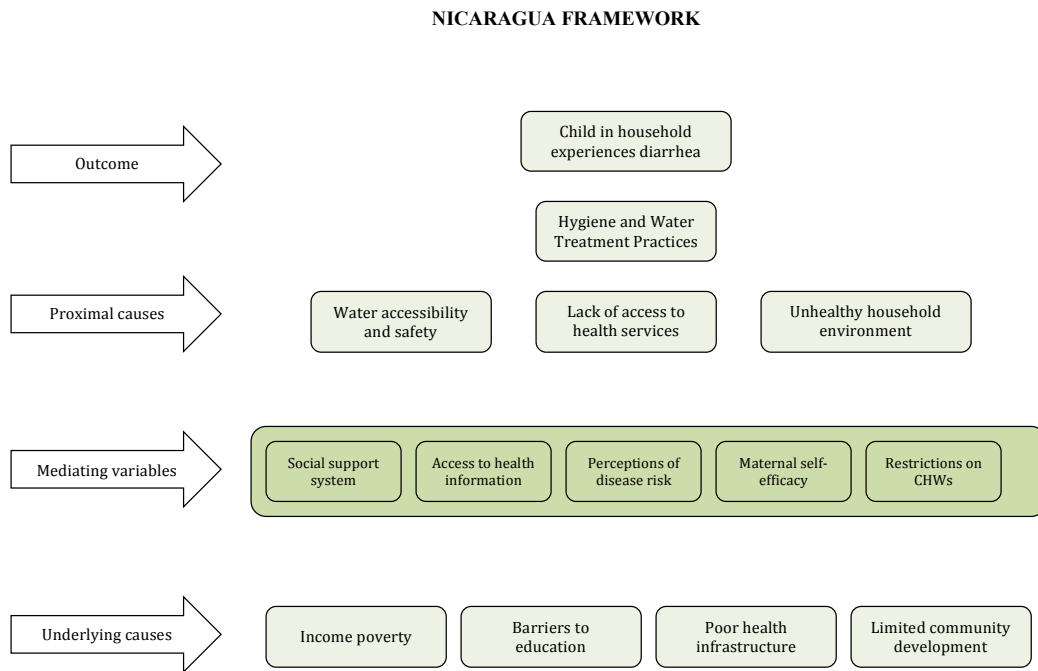 NICARAGUA FRAMEWORK
Outcome
Child in household
experiences diarrhea
Hygiene and Water
Treatment Practices
Proximal causes
Water accessibility
and safety
Lack of access to
health services
Unhealthy household
environment
Mediating variables
Social support
system
Access to health
information
Perceptions of
disease risk
Maternal self-
efficacy
Restrictions on
CHWs
Underlying causes
Income poverty
Barriers to
education
Poor health
infrastructure
Limited community
development